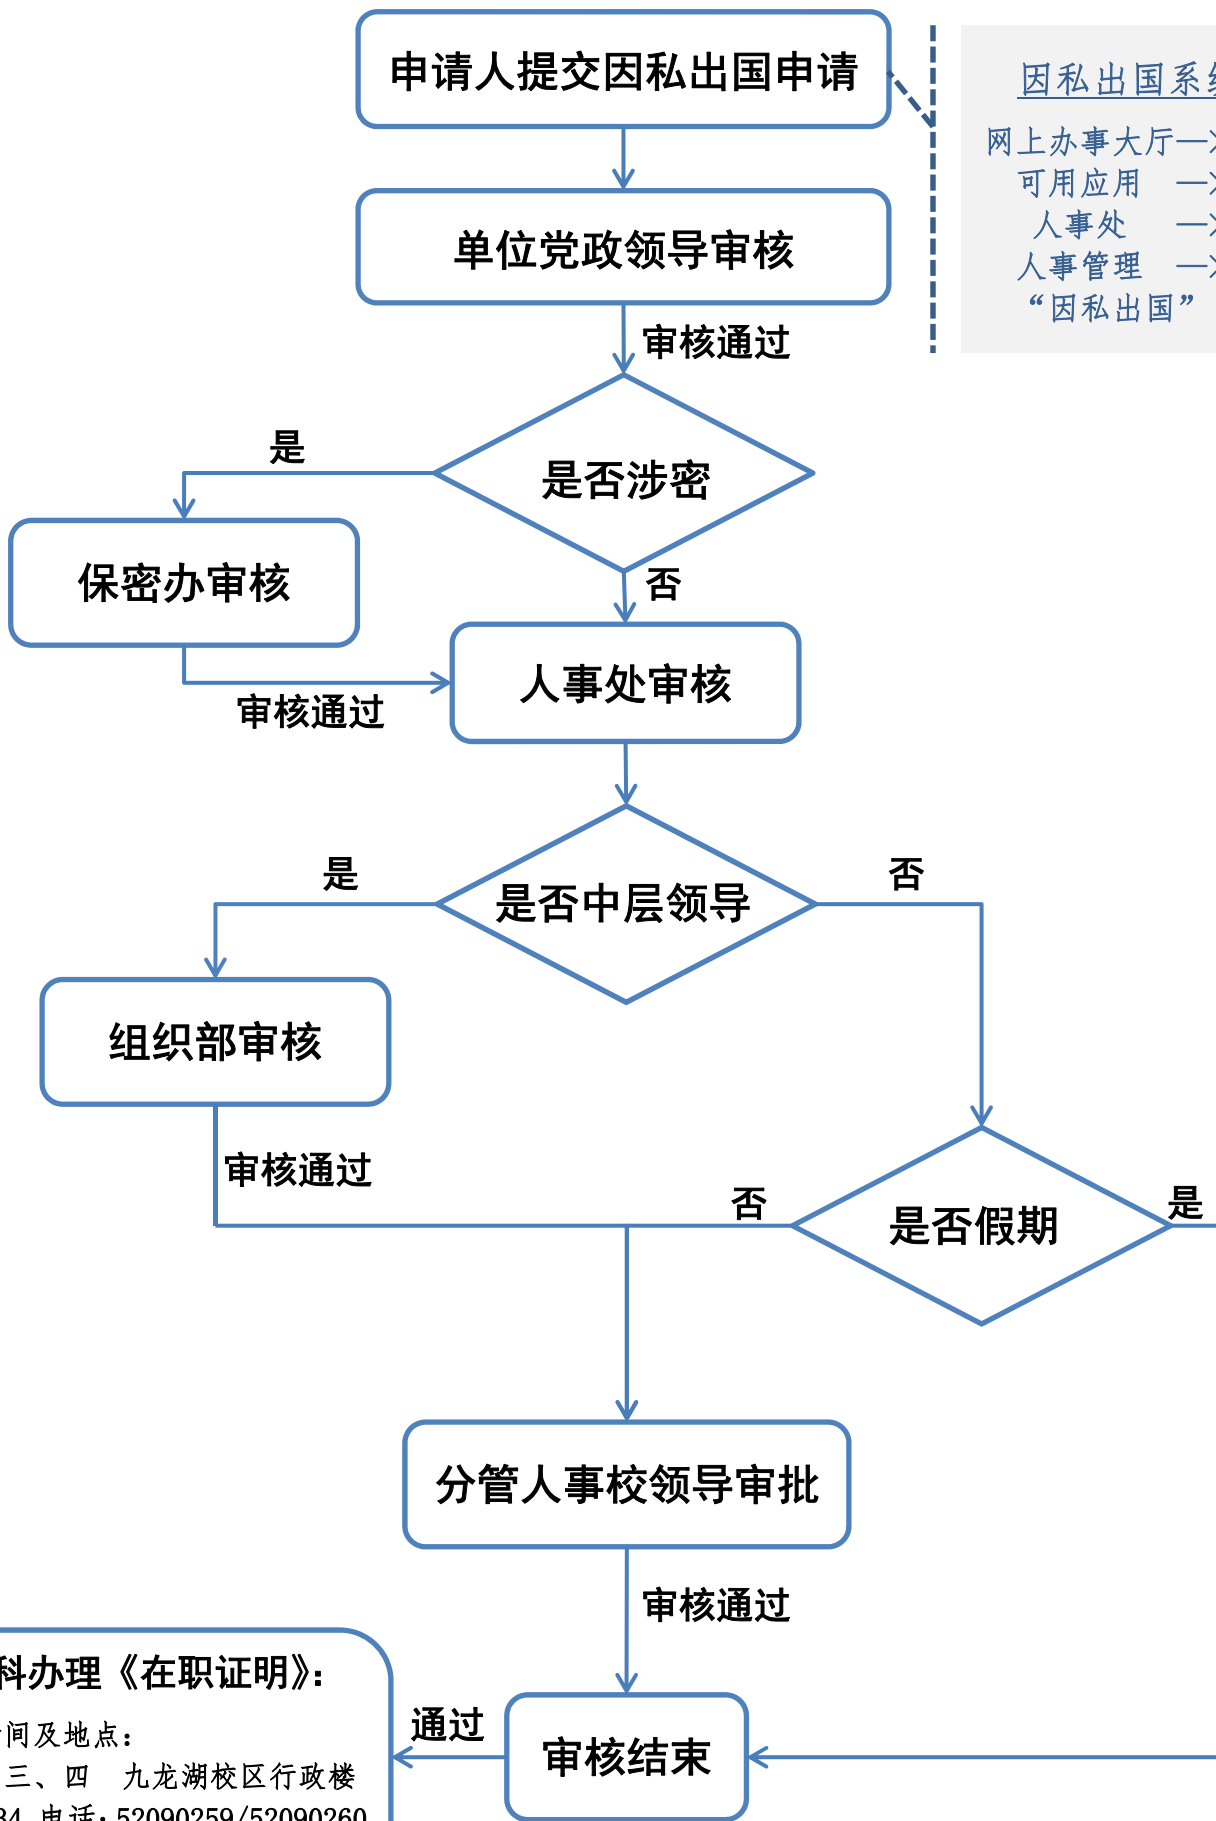 申请人提交因私出国申请
因私出国系
网上办事大厅—>
可用应用 —>
人事处 —>
人事管理 —>
“因私出国”
单位党政领导审核
审核通过
是否涉密
是
保密办审核
否
人事处审核
审核通过
是否中层领导
是
否
组织部审核
审核通过
否
是否假期
是
分管人事校领导审批
审核通过
科办理《在职证明》:
间及地点:
三、四 九龙湖校区行政楼
34 电话: 52090259/52090260
通过
审核结束